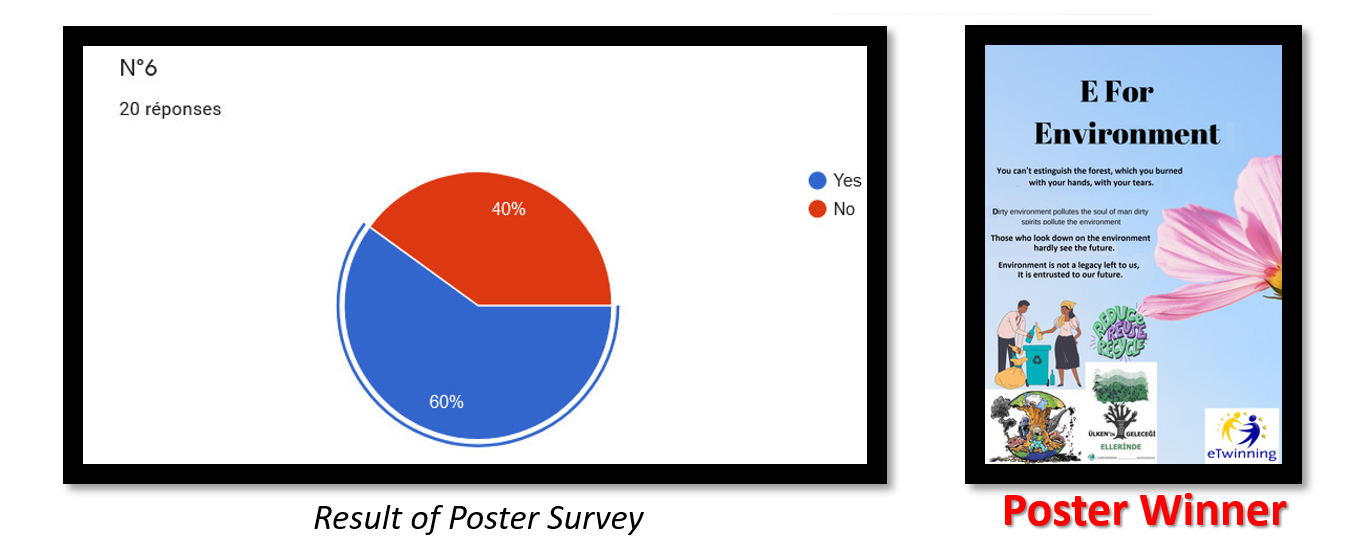 N°6
20 réponses
40%
60%
Yes
No
Result of Poster Survey
E For
Environment
You can't estinguish the forest, which you burned
with your hands, with your tears.
Dirty environment pollutes the soul of man dirty
spirits pollute the environment
Those who look down on the environment
hardly see the future.
Environment is not a legacy left to us,
It is entrusted to our future.
REDUCE
REUSE
RECYCLE
ÜLKEN'İN GELECEĞİ
ELLERİNDE
eTwinning
Poster Winner